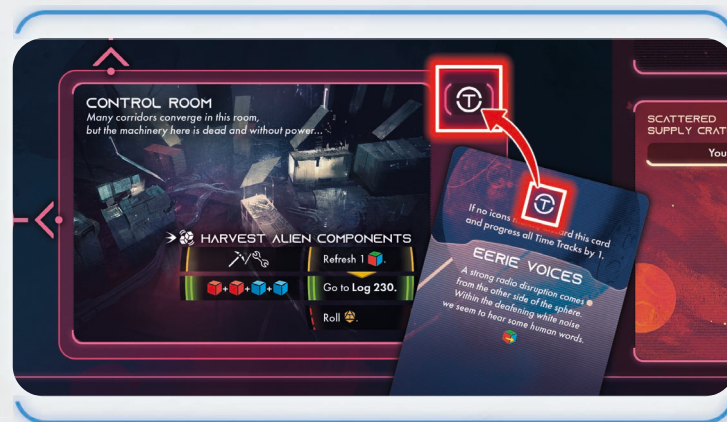 CONTROL ROOM
Many corridors converge in this room,
but the machinery here is dead and without power...
HARVEST ALIEN COMPONENTS
Refresh 1
Go to Log 230.
Roll
T
T
If no icons card this card
and progress all Time Tracks by 1.
EERIE VOICES
A strong radio disruption comes
from the other side of the sphere.
Within the deafening white noise
we seem to hear some human words.
SCATTERED
SUPPLY CRAT
You